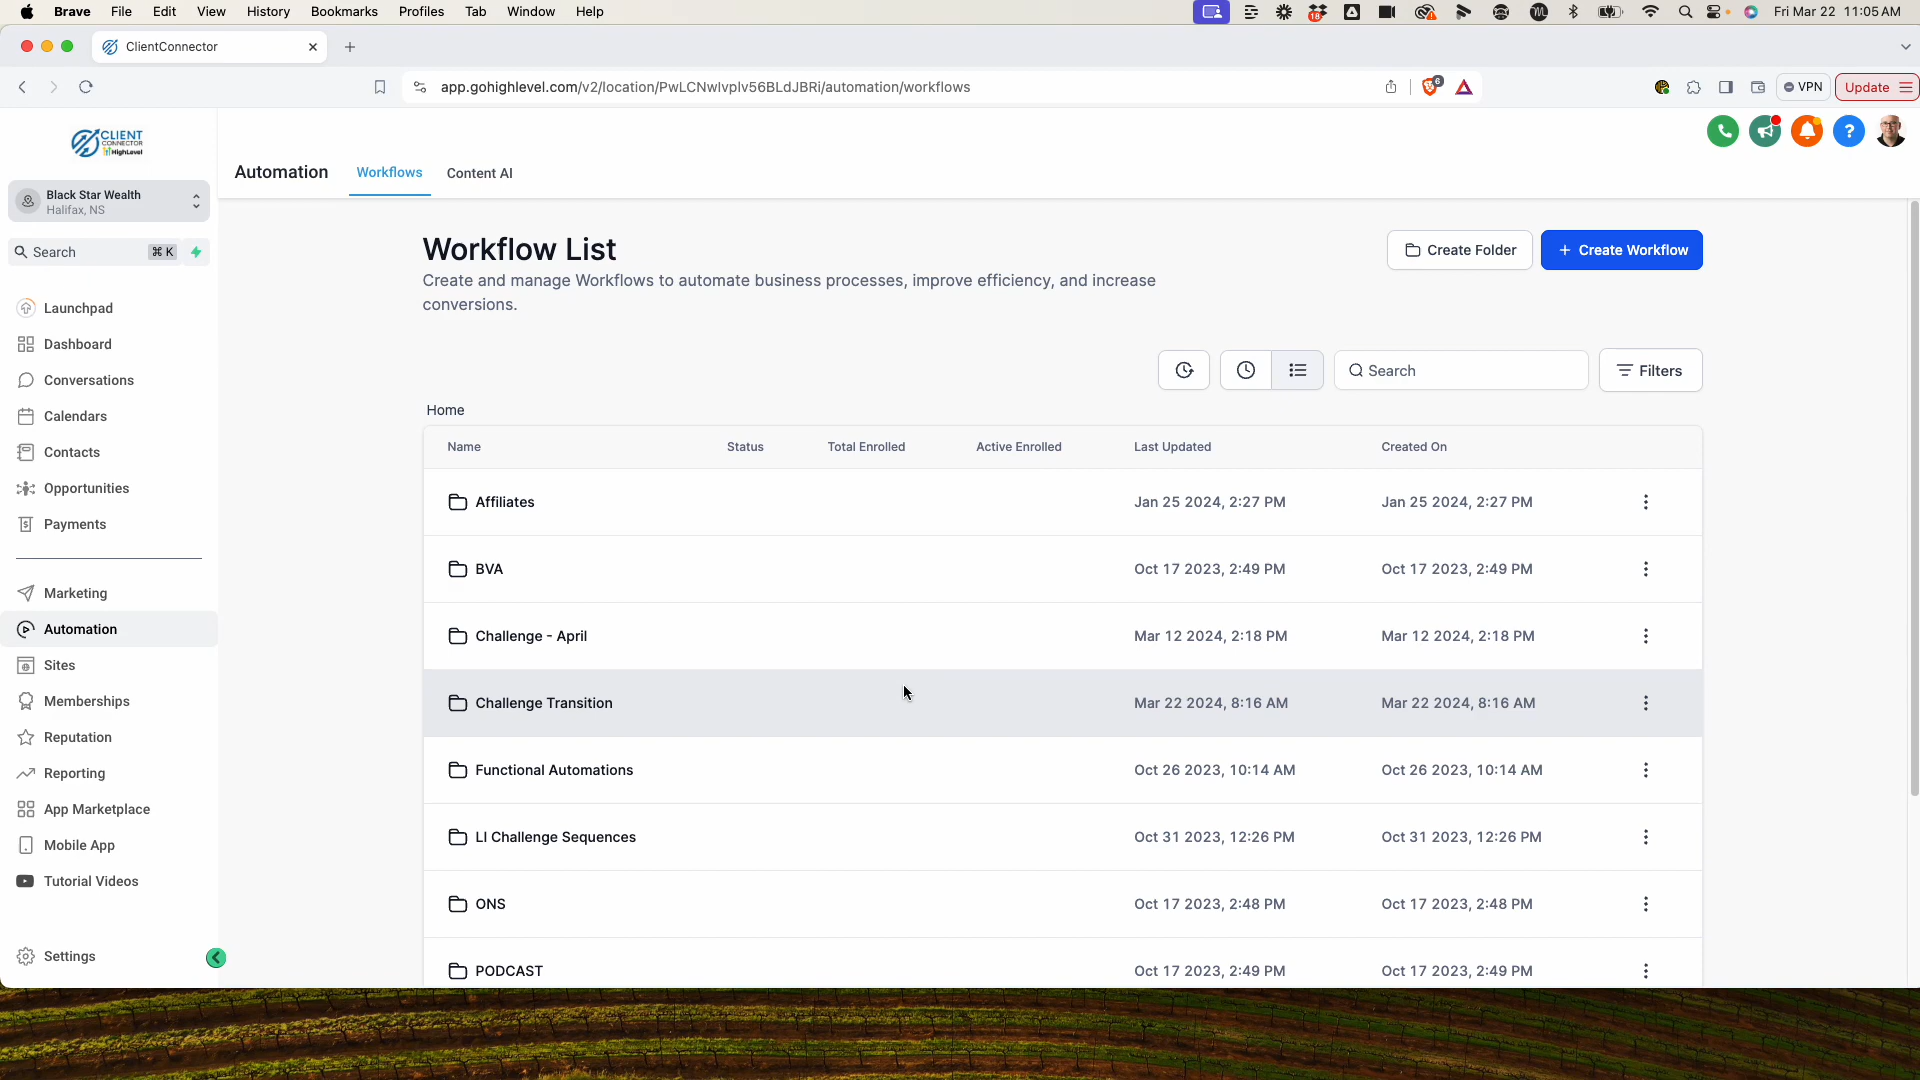 Brave File Edit View History Bookmarks Profiles Tab Window Help
18
Fri Mar 22 11:05 AM
ClientConnector
app.gohighlevel.com/v2/location/PwLCNwIvpIv56BLdJBRi/automation/workflows
6
VPN
Update
CLIENT
CONNECTOR
HighLevel
Automation
Workflows
Content AI
Black Star Wealth
Halifax, NS
Search
⌘ K
Launchpad
Dashboard
Conversations
Calendars
Contacts
Opportunities
Payments
Marketing
Automation
Sites
Memberships
Reputation
Reporting
App Marketplace
Mobile App
Tutorial Videos
Settings
Workflow List
Create and manage Workflows to automate business processes, improve efficiency, and increase
conversions.
Create Folder
+ Create Workflow
Search
Filters
Home
Name Status Total Enrolled Active Enrolled Last Updated Created On
Affiliates Jan 25 2024, 2:27 PM Jan 25 2024, 2:27 PM
BVA Oct 17 2023, 2:49 PM Oct 17 2023, 2:49 PM
Challenge - April Mar 12 2024, 2:18 PM Mar 12 2024, 2:18 PM
Challenge Transition Mar 22 2024, 8:16 AM Mar 22 2024, 8:16 AM
Functional Automations Oct 26 2023, 10:14 AM Oct 26 2023, 10:14 AM
LI Challenge Sequences Oct 31 2023, 12:26 PM Oct 31 2023, 12:26 PM
ONS Oct 17 2023, 2:48 PM Oct 17 2023, 2:48 PM
PODCAST Oct 17 2023, 2:49 PM Oct 17 2023, 2:49 PM